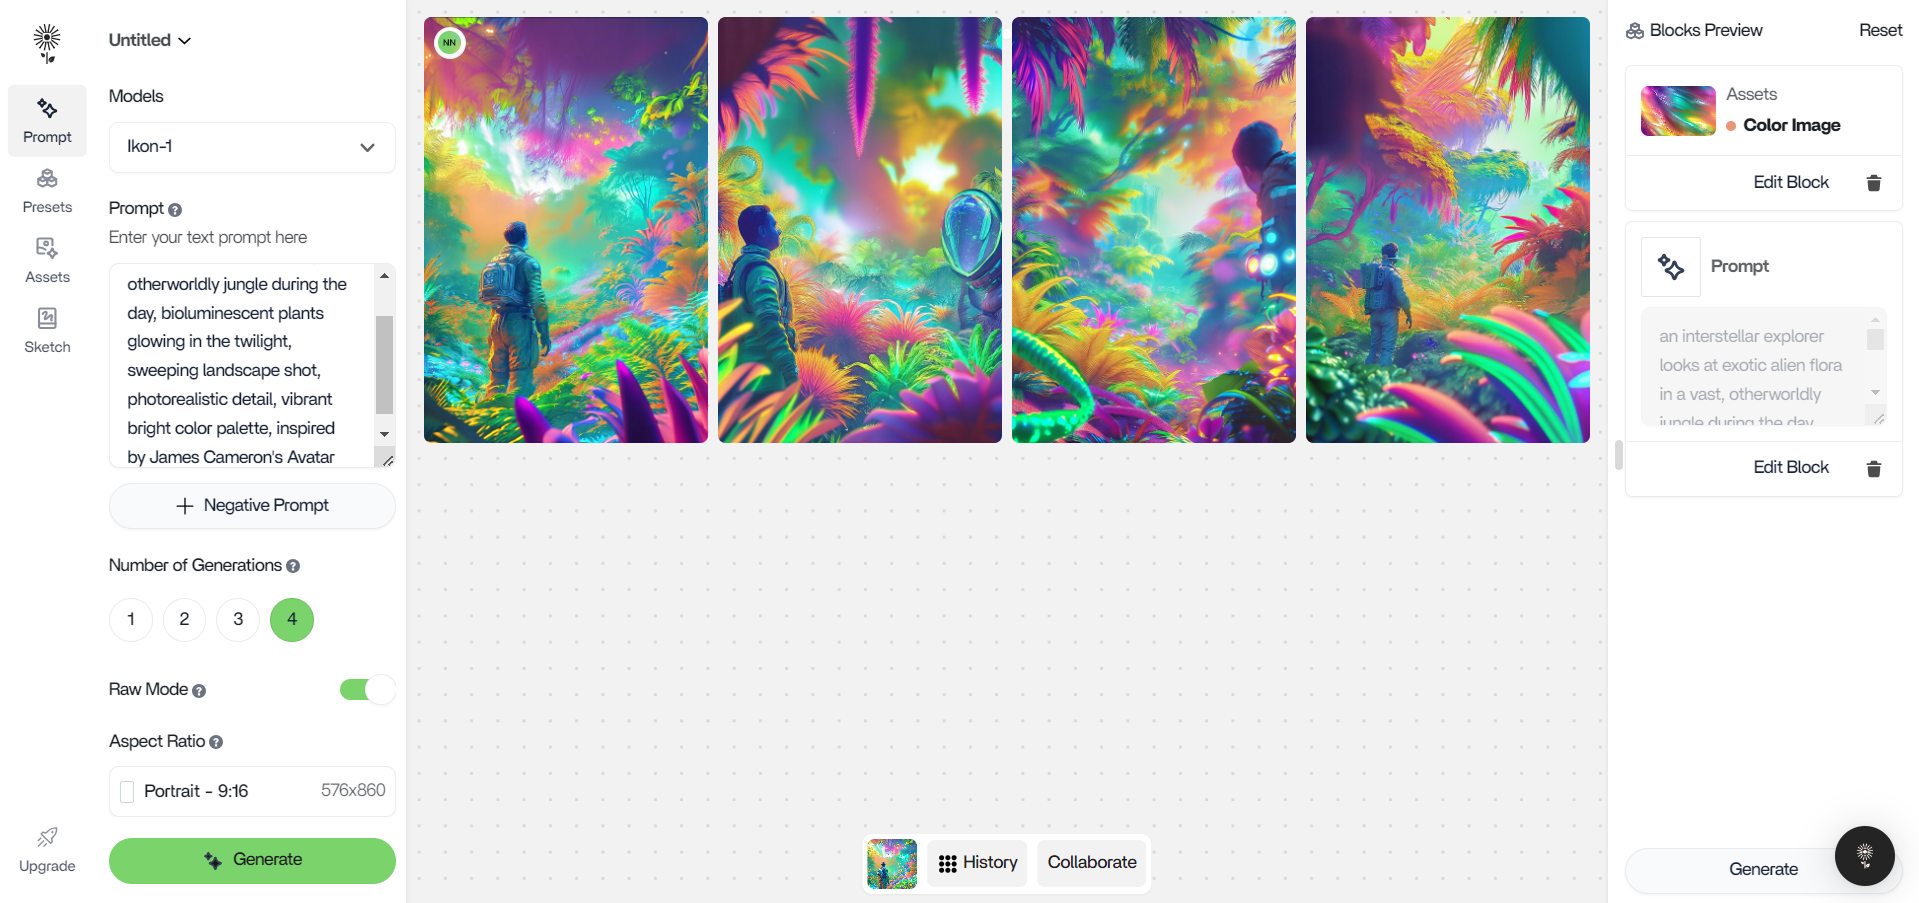 Untitled
Prompt
Presets
Assets
Sketch
Upgrade
Models
Ikon-1
Prompt ?
Enter your text prompt here
otherworldly jungle during the
day, bioluminescent plants
glowing in the twilight,
sweeping landscape shot,
photorealistic detail, vibrant
bright color palette, inspired
by James Cameron's Avatar
+ Negative Prompt
Number of Generations ?
1 2 3 4
Raw Mode ?
Aspect Ratio ?
Portrait - 9:16 576x860
Generate
NN
History
Collaborate
Blocks Preview
Reset
Assets
Color Image
Edit Block
Prompt
an interstellar explorer
looks at exotic alien flora
in a vast, otherworldly
jungle during the day
Edit Block
Generate